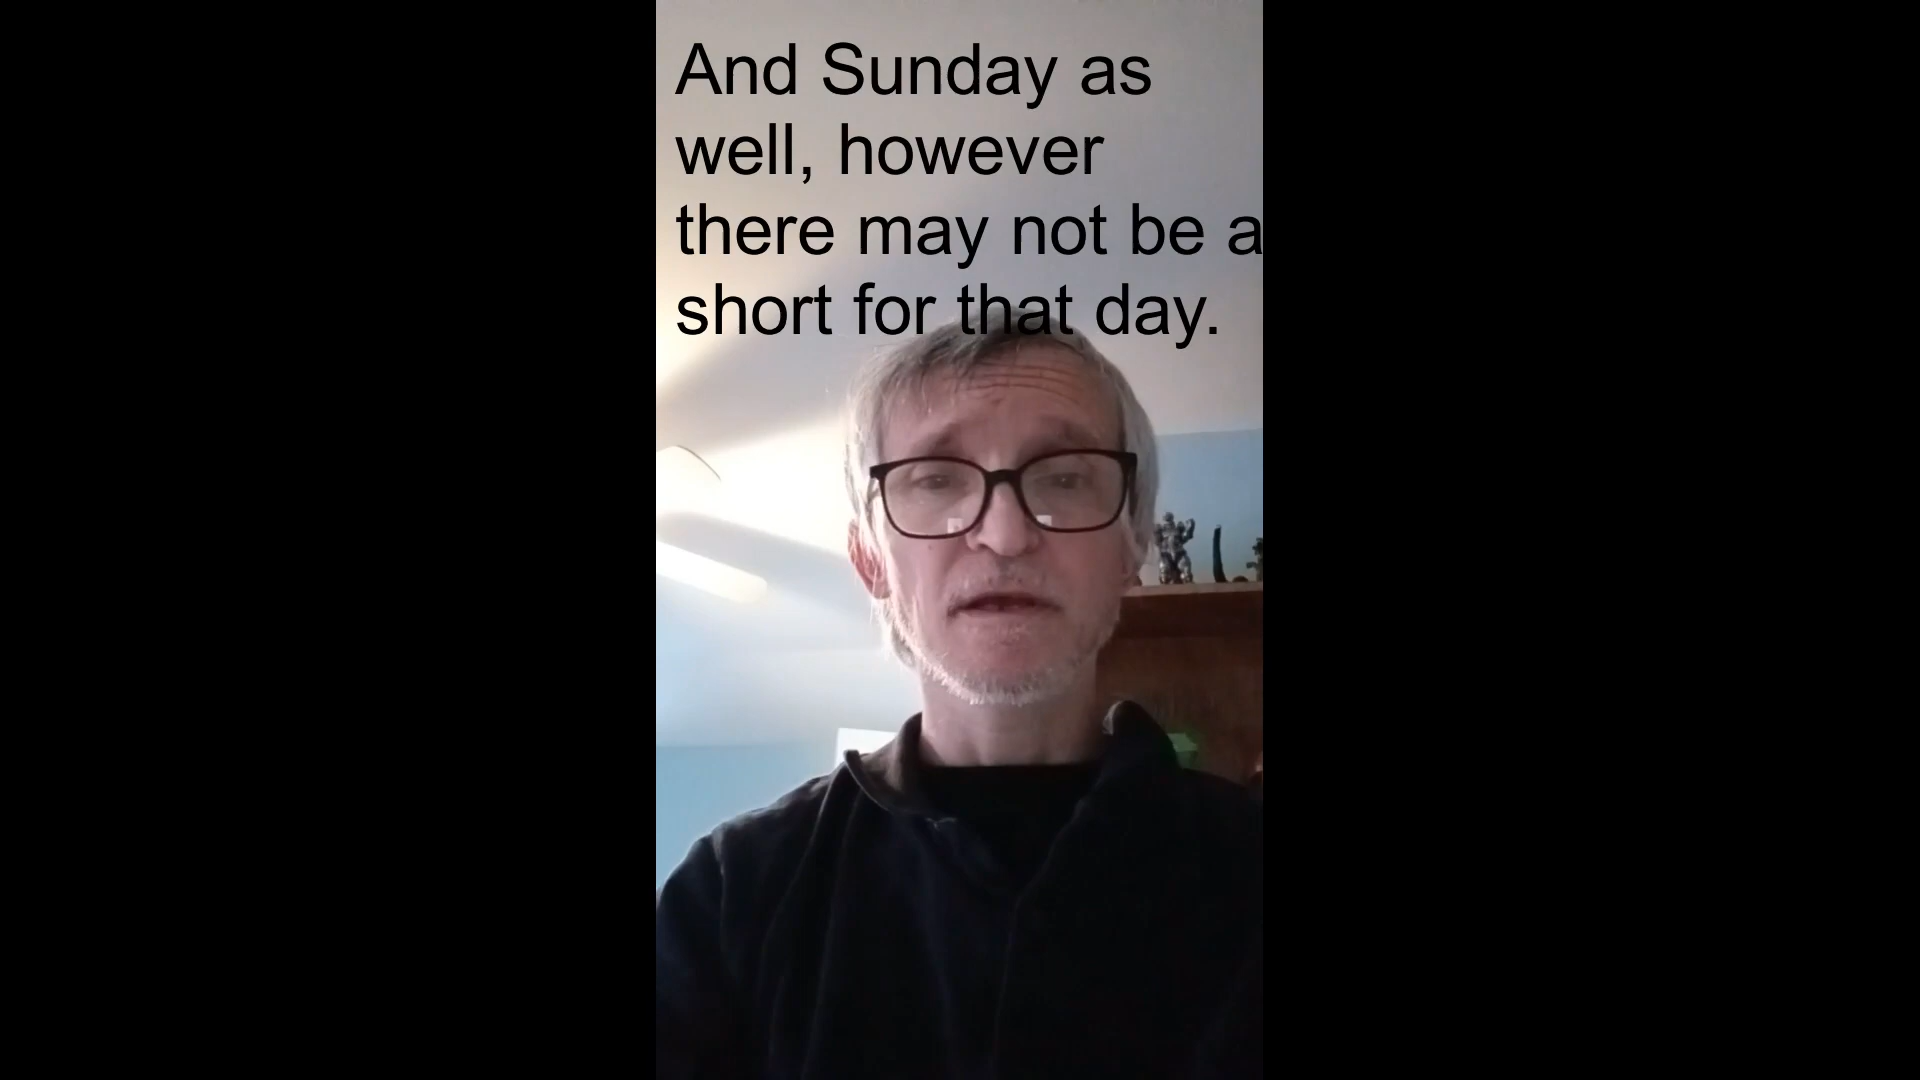 And Sunday as
well, however
there may not be a
short for that day.